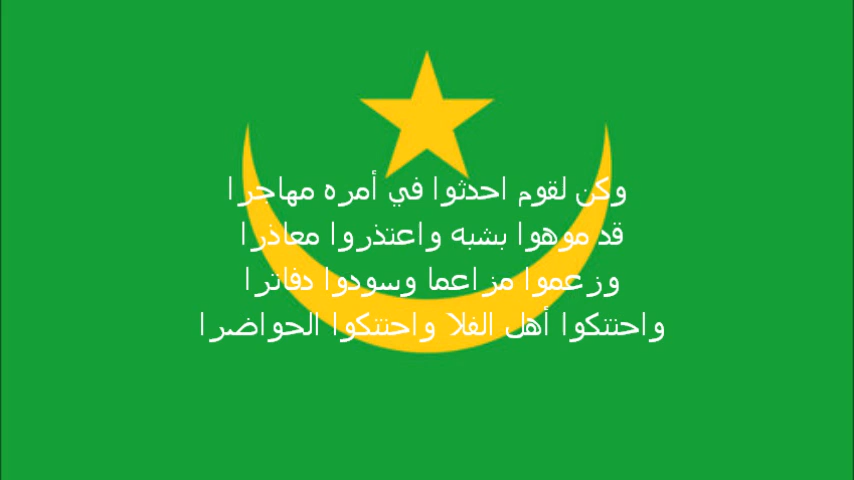 وكن لقوم احدثوا في أمره مهاجرا
قد موهوا بشبه واعتذروا معاذرا
وزعموا مزاعما وسودوا دفاترا
واحتنكوا أهل الفلا واحتنكوا الحواضرا